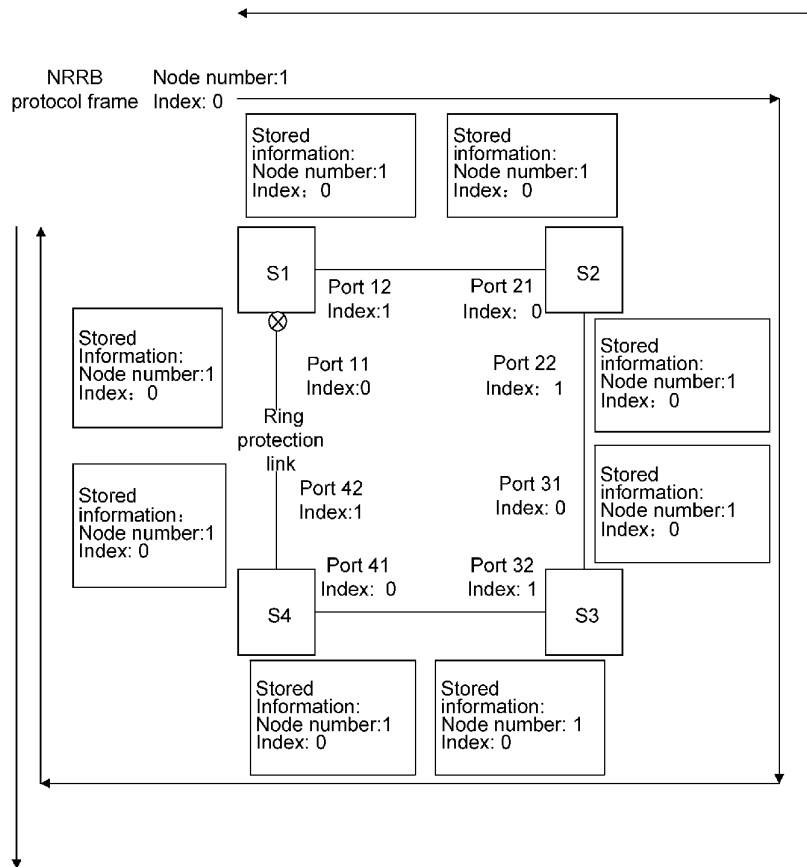 NRRB Node number:1
protocol frame Index: 0
Stored
information:
Node number:1
Index：0
Stored
information:
Node number:1
Index：0
S1
S2
Port 12
Index:1
Port 21
Index：0
Stored
Information:
Node number:1
Index：0
Port 11
Index:0
Port 22
Index：1
Stored
information:
Node number:1
Index：0
Ring
protection
link
Stored
information：
Node number:1
Index: 0
Port 42
Index:1
Port 31
Index: 0
Stored
information:
Node number:1
Index：0
Port 41
Index: 0
Port 32
Index: 1
S4
S3
Stored
Information:
Node number:1
Index: 0
Stored
information:
Node number: 1
Index: 0